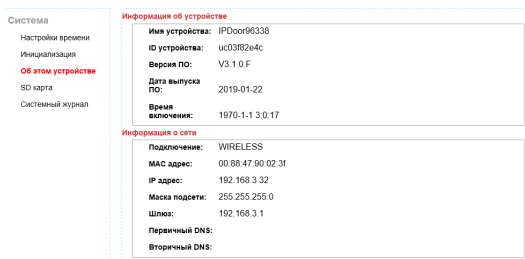 Система
Настройки времени
Инициализация
Об этом устройстве
SD карта
Системный журнал
Информация об устройстве
Имя устройства: IPDoor96338
ID устройства: uc03f82e4c
Версия ПО: V3.1.0.F
Дата выпуска
ПО: 2019-01-22
Время
включения: 1970-1-1 3:0:17
Информация о сети
Подключение: WIRELESS
MAC адрес: 00:88:47:90:02:3f
IP адрес: 192.168.3.32
Маска подсети: 255.255.255.0
Шлюз: 192.168.3.1
Первичный DNS:
Вторичный DNS: